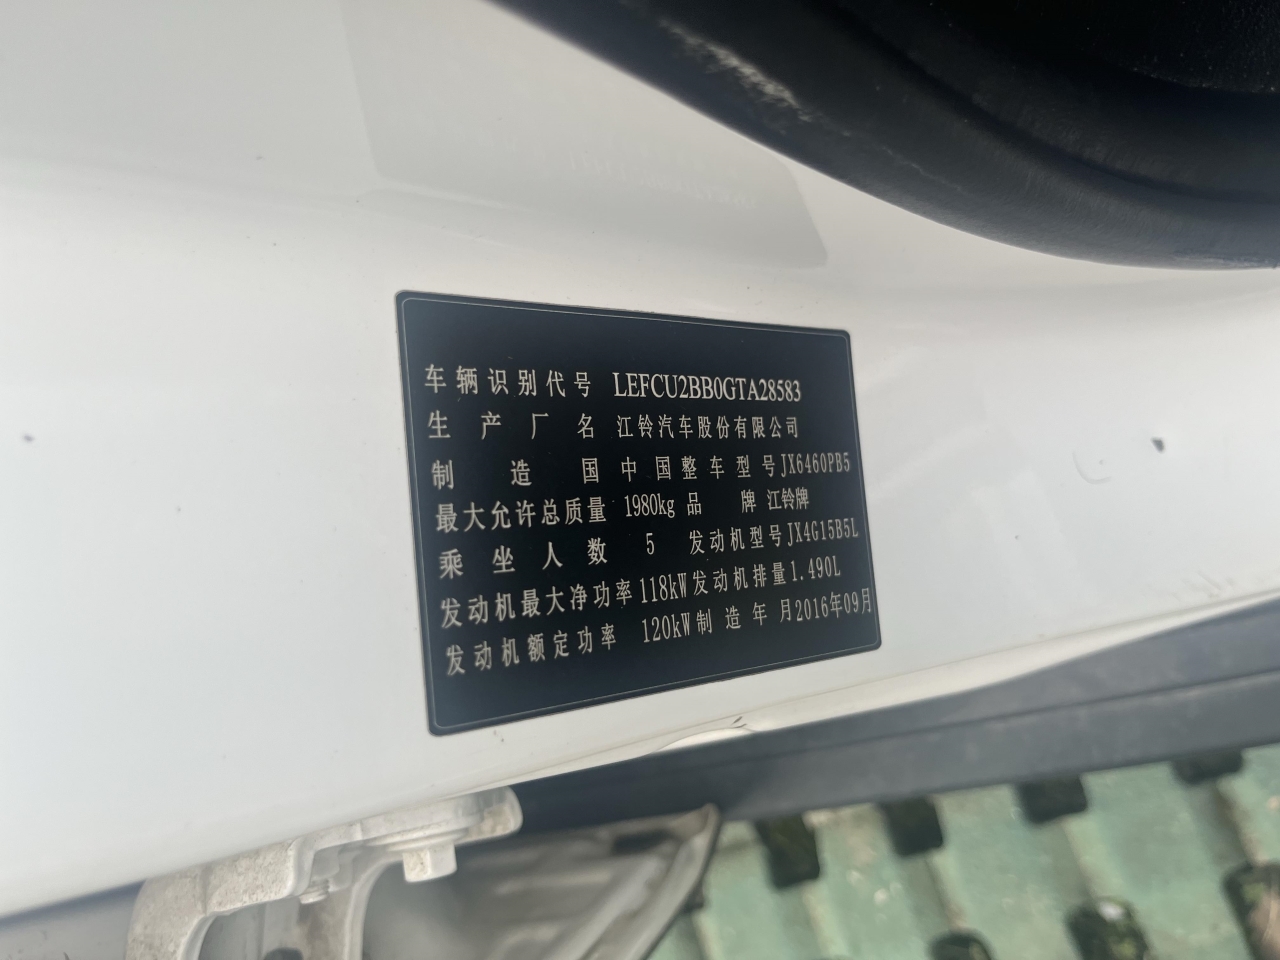 车辆识别代号 LEFCU2BB0GTA28583
生产厂名 江铃汽车股份有限公司
制造国 中国 整车型号 JX6460PB5
最大允许总质量 1980kg 品牌 江铃牌
乘坐人数 5 发动机型号 JX4G15B5L
发动机最大净功率 118kW 发动机排量 1.490L
发动机额定功率 120kW 制造年月 2016年09月